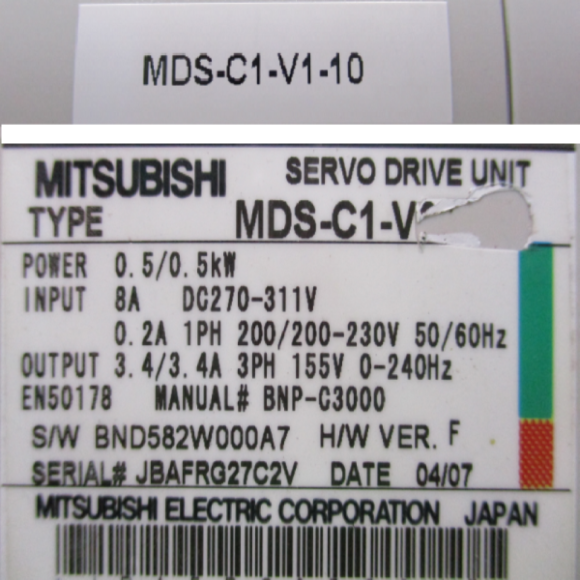 MDS-C1-V1-10
MITSUBISHI SERVO DRIVE UNIT
TYPE MDS-C1-V
POWER 0.5/0.5kW
INPUT 8A DC270-311V
0.2A 1PH 200/200-230V 50/60Hz
OUTPUT 3.4/3.4A 3PH 155V 0-240Hz
EN50178 MANUAL# BNP-C3000
S/W BND582W000A7 H/W VER. F
SERIAL# JBAFRG27C2V DATE 04/07
MITSUBISHI ELECTRIC CORPORATION JAPAN